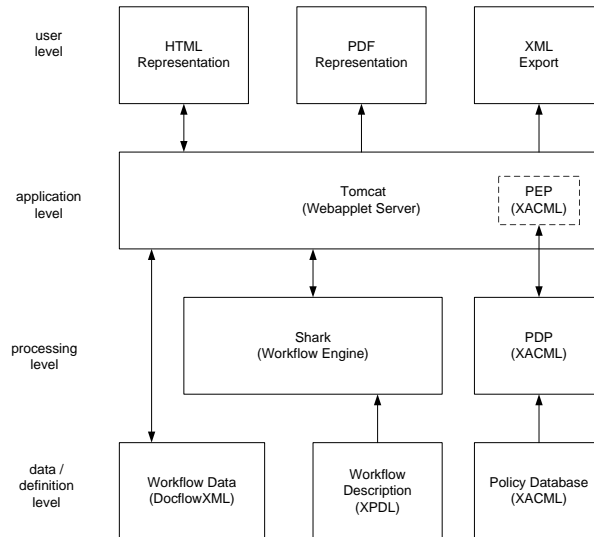 user
level
HTML
Representation
PDF
Representation
XML
Export
application
level
Tomcat
(Webapplet Server)
PEP
(XACML)
processing
level
Shark
(Workflow Engine)
PDP
(XACML)
data /
definition
level
Workflow Data
(DocflowXML)
Workflow
Description
(XPDL)
Policy Database
(XACML)